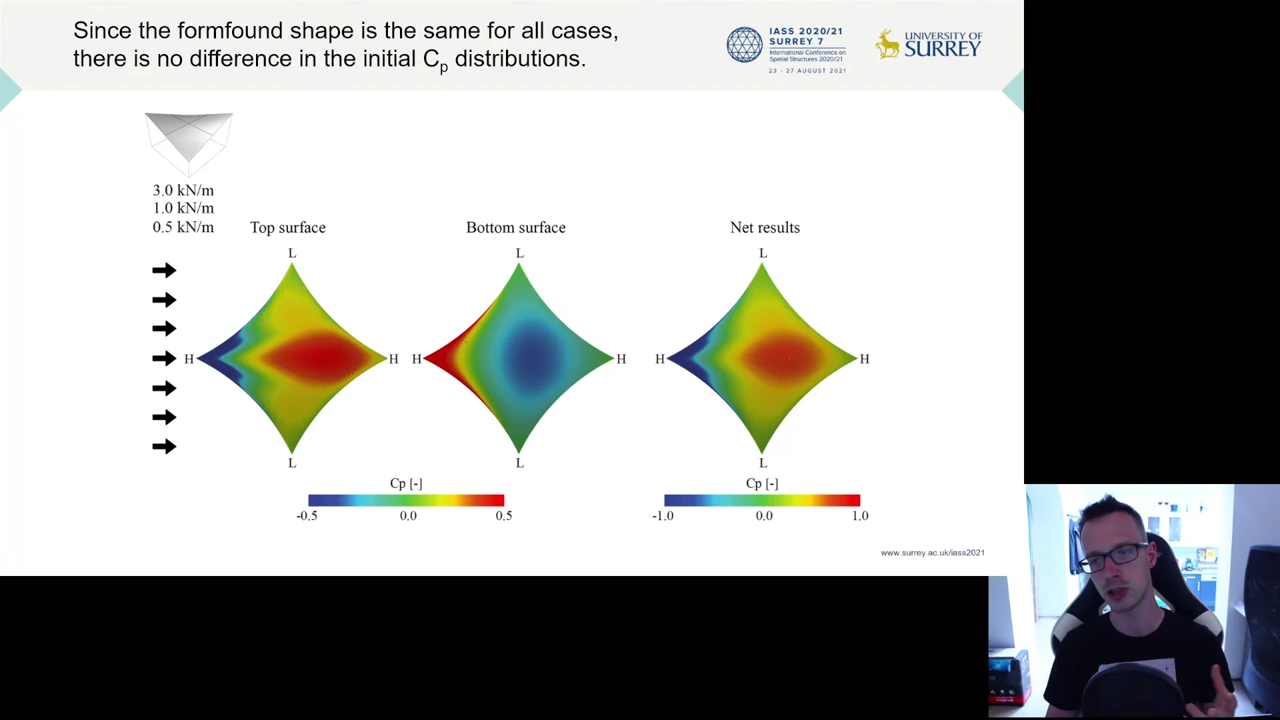 Since the formfound shape is the same for all cases,
there is no difference in the initial Cp distributions.
IASS 2020/21
SURREY 7
International Conference on
Spatial Structures 2020/21
23 - 27 AUGUST 2021
UNIVERSITY OF
SURREY
3.0 kN/m
1.0 kN/m
0.5 kN/m
Top surface
Bottom surface
Net results
L
L
L
H
H
H
H
H
H
L
L
L
Cp [-]
-0.5
0.0
0.5
Cp [-]
-1.0
0.0
1.0
www.surrey.ac.uk/iass2021